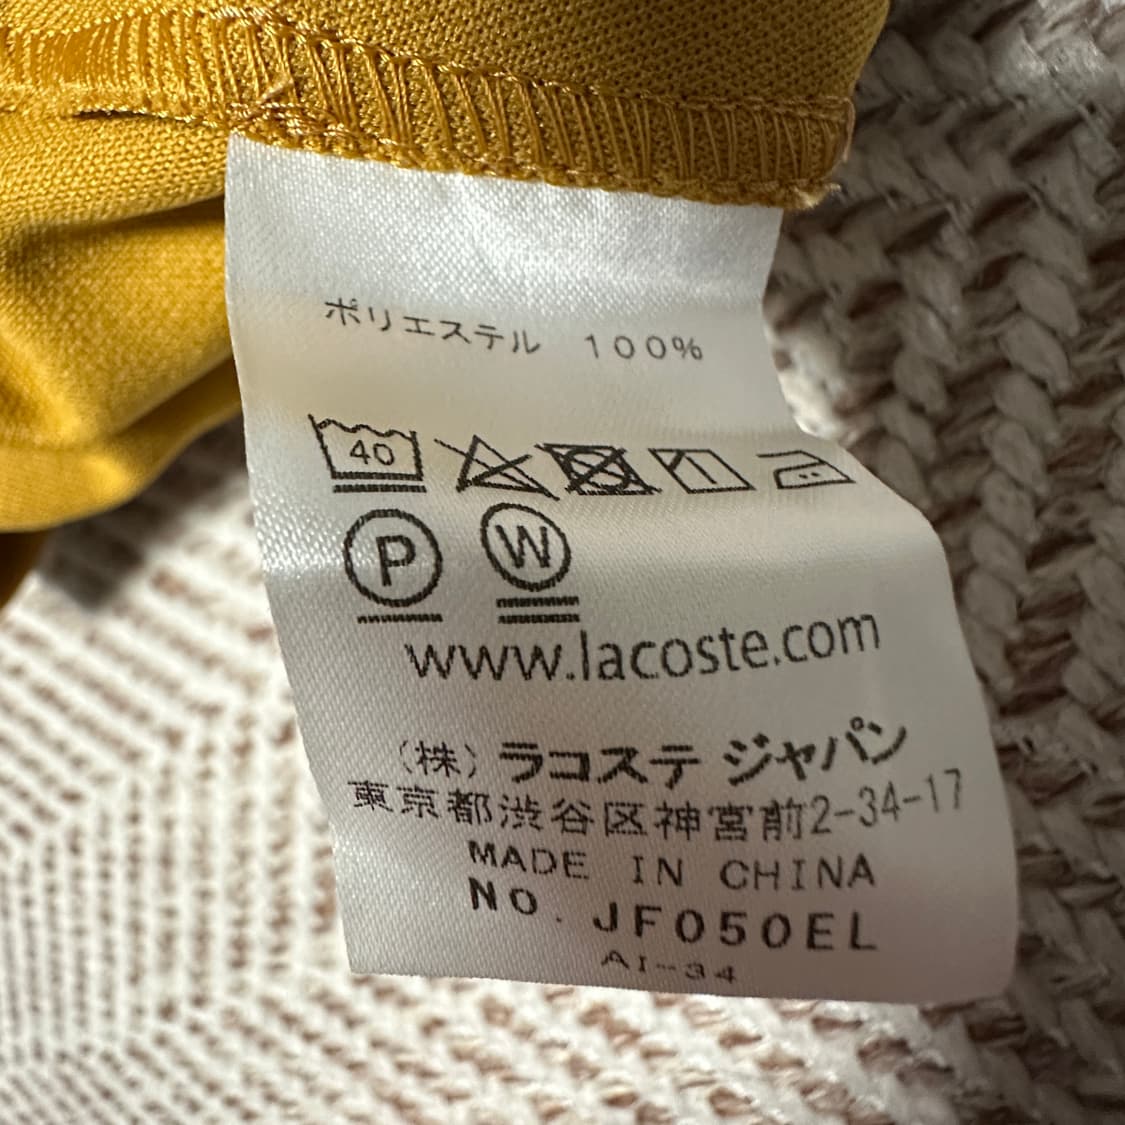 ポリエステル 100%
40
P W
www.lacoste.com
(株) ラコステ ジャパン
東京都渋谷区神宮前2-34-17
MADE IN CHINA
NO. JF050EL
AI-34